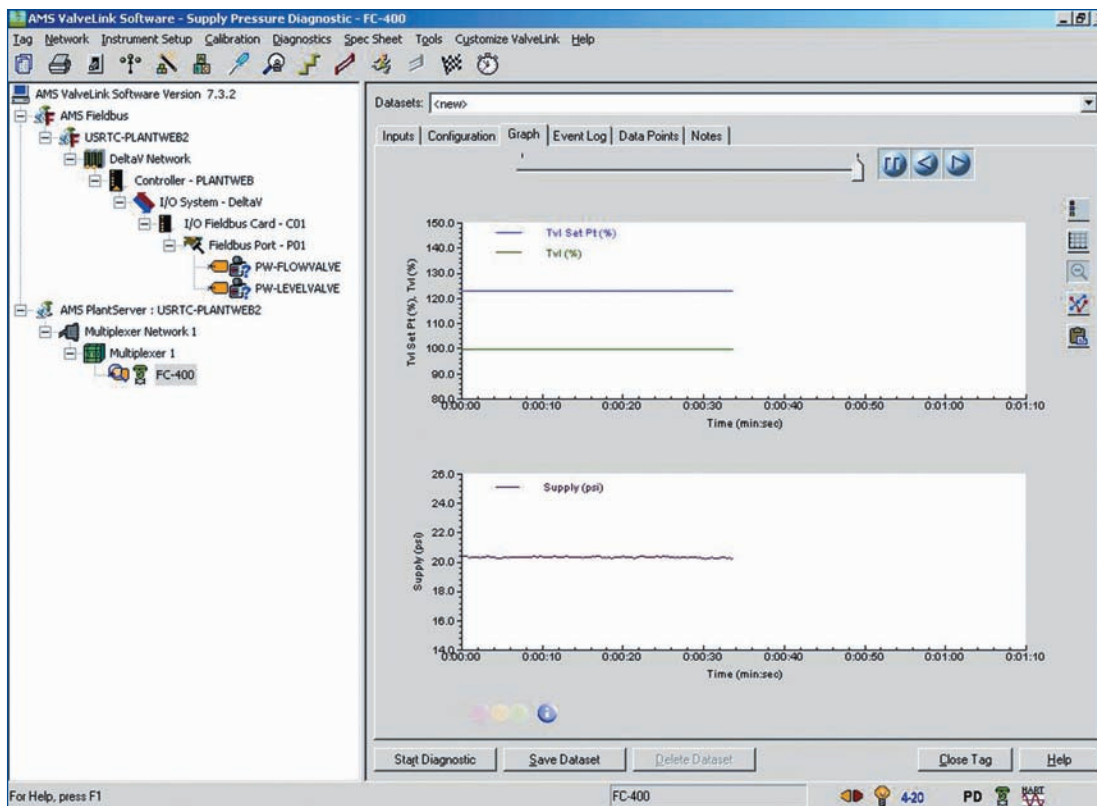 AMS ValveLink Software - Supply Pressure Diagnostic - FC-400
Tag Network Instrument Setup Calibration Diagnostics Spec Sheet Tools Customize ValveLink Help
AMS ValveLink Software Version 7.3.2
AMS Fieldbus
USRTC-PLANTWEB2
DeltaV Network
Controller - PLANTWEB
I/O System - DeltaV
I/O Fieldbus Card - C01
Fieldbus Port - P01
PW-FLOWVALVE
PW-LEVELVALVE
AMS PlantServer : USRTC-PLANTWEB2
Multiplexer Network 1
Multiplexer 1
FC-400
Datasets: <new>
Inputs Configuration Graph Event Log Data Points Notes
Tvl Set Pt (%), Tvl (%)
150.0
140.0
130.0
120.0
110.0
100.0
90.0
80.0
Tvl Set Pt (%)
Tvl (%)
0:00:00 0:00:10 0:00:20 0:00:30 0:00:40 0:00:50 0:01:00 0:01:10
Time (min:sec)
Supply (psi)
26.0
24.0
22.0
20.0
18.0
16.0
14.0
Supply (psi)
0:00:00 0:00:10 0:00:20 0:00:30 0:00:40 0:00:50 0:01:00 0:01:10
Time (min:sec)
Start Diagnostic Save Dataset Delete Dataset Close Tag Help
For Help, press F1 FC-400 4-20 PD HART